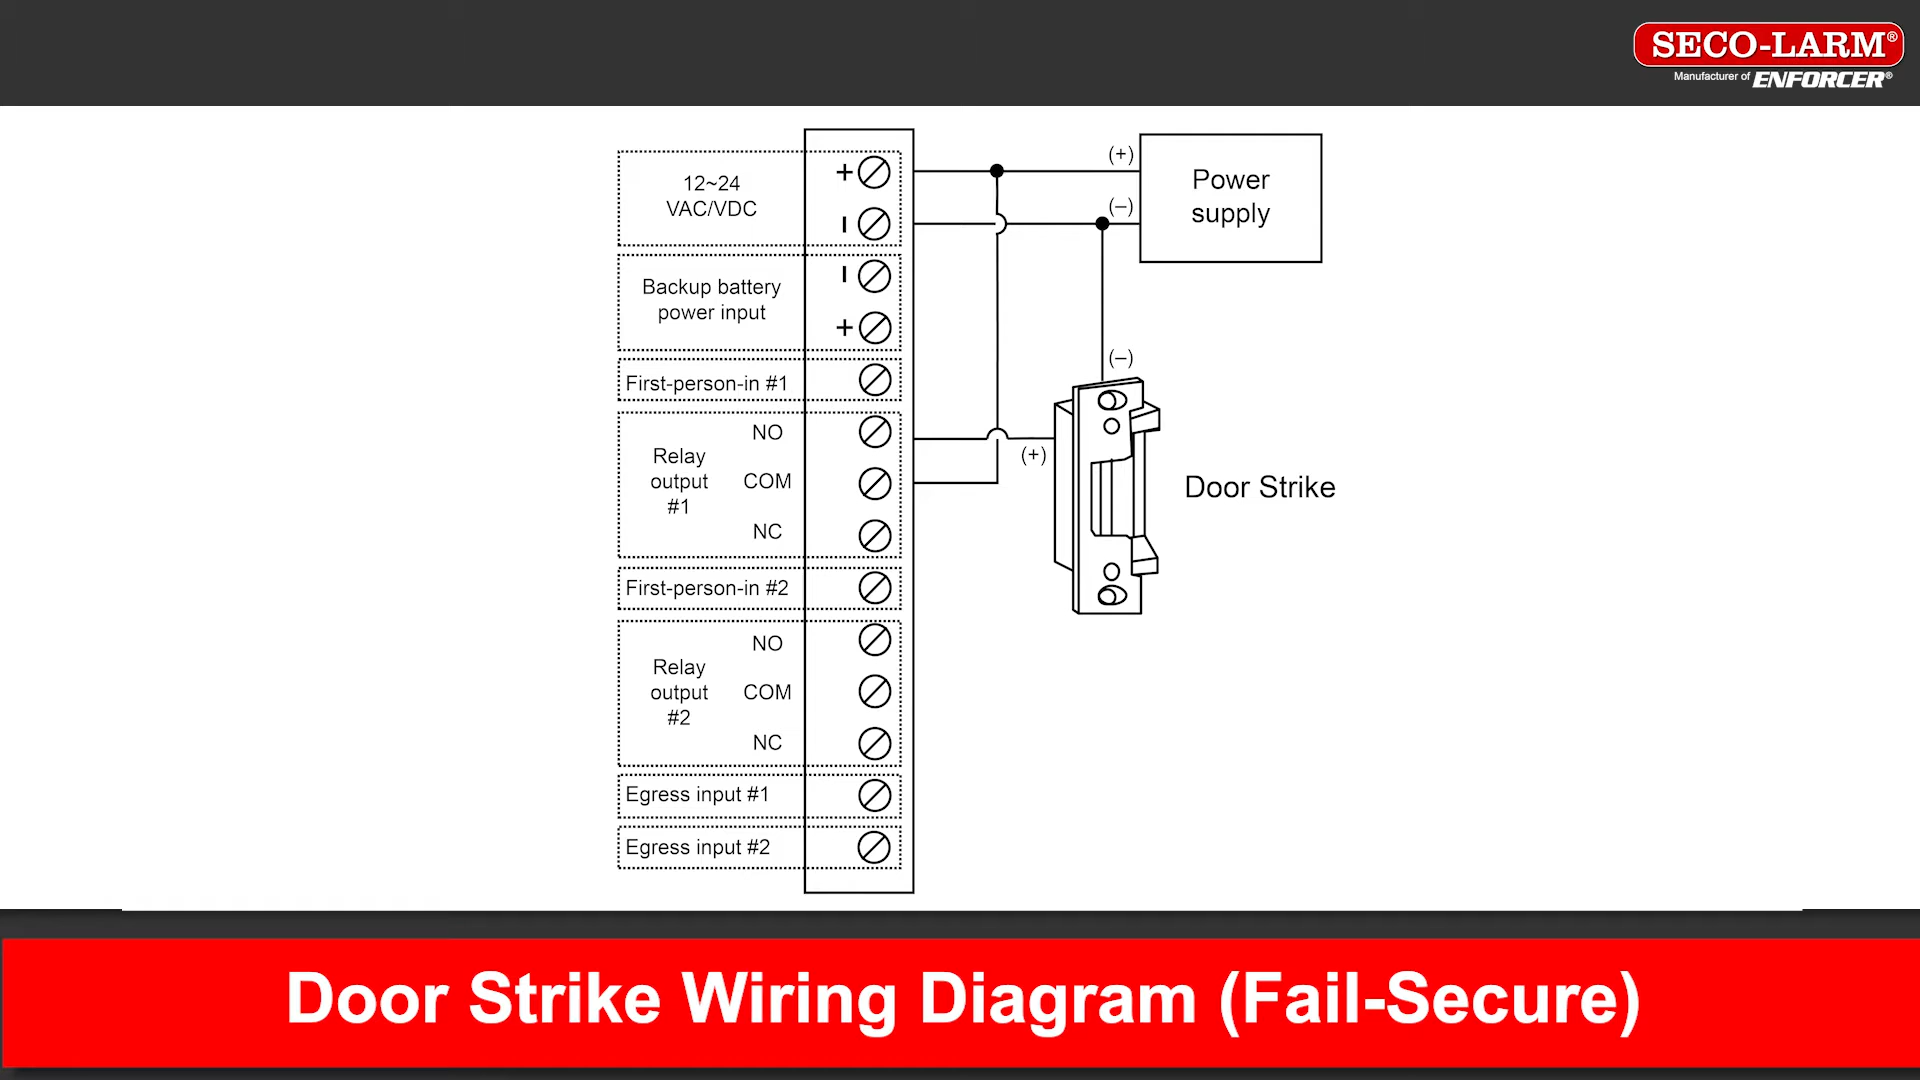 SECO-LARM®
Manufacturer of ENFORCER®
12~24
VAC/VDC
+
–
Backup battery
power input
–
+
First-person-in #1
Relay
output
#1
NO
COM
NC
First-person-in #2
Relay
output
#2
NO
COM
NC
Egress input #1
Egress input #2
(+)
(–)
Power
supply
(–)
(+)
Door Strike
Door Strike Wiring Diagram (Fail-Secure)